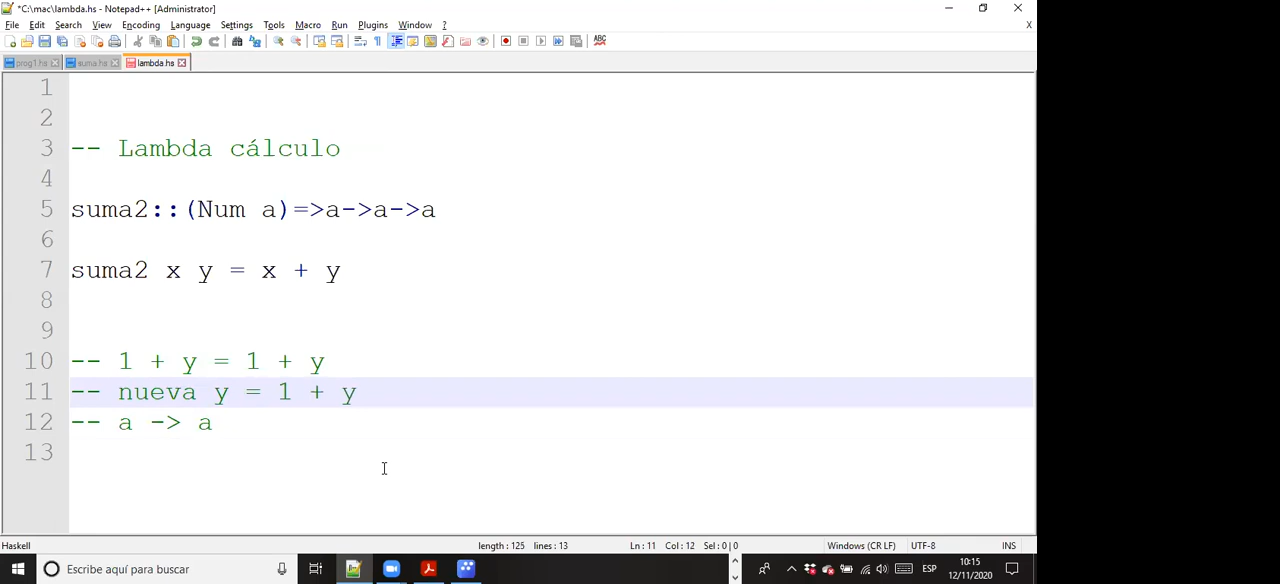 *C:\mac\lambda.hs - Notepad++ [Administrator]
File Edit Search View Encoding Language Settings Tools Macro Run Plugins Window ?
X
prog1.hs suma.hs lambda.hs
1
2
3 -- Lambda cálculo
4
5 suma2::(Num a)=>a->a->a
6
7 suma2 x y = x + y
8
9
10 -- 1 + y = 1 + y
11 -- nueva y = 1 + y
12 -- a -> a
13
Haskell length : 125 lines : 13 Ln : 11 Col : 12 Sel : 0 | 0 Windows (CR LF) UTF-8 INS
Escribe aquí para buscar ESP 10:15
12/11/2020